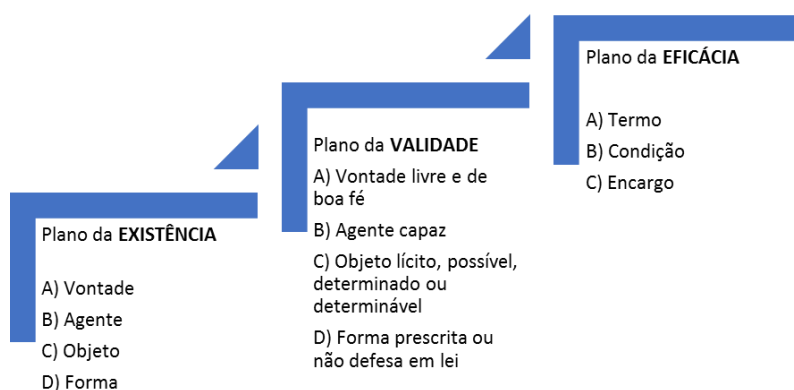 Plano da EXISTÊNCIA
A) Vontade
B) Agente
C) Objeto
D) Forma
Plano da VALIDADE
A) Vontade livre e de
boa fé
B) Agente capaz
C) Objeto lícito, possível,
determinado ou
determinável
D) Forma prescrita ou
não defesa em lei
Plano da EFICÁCIA
A) Termo
B) Condição
C) Encargo